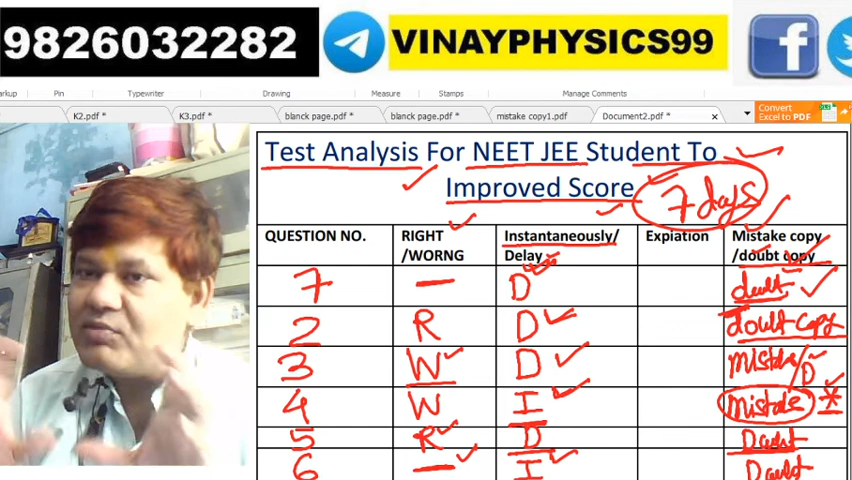 9826032282
VINAYPHYSICS99
arkup Pin Typewriter Drawing Measure Stamps Manage Comments
K2.pdf * K3.pdf * blanck page.pdf * blanck page.pdf * mistake copy1.pdf Document2.pdf *
Convert
Excel to PDF
Test Analysis For NEET JEE Student To
Improved Score
7 days
QUESTION NO. RIGHT /WORNG Instantaneously/ Delay Expiation Mistake copy /doubt copy
7 — D doubt
2 R D doubt copy
3 W D Mistake/D
4 W I Mistake *
5 R D Doubt
6 — I Doubt